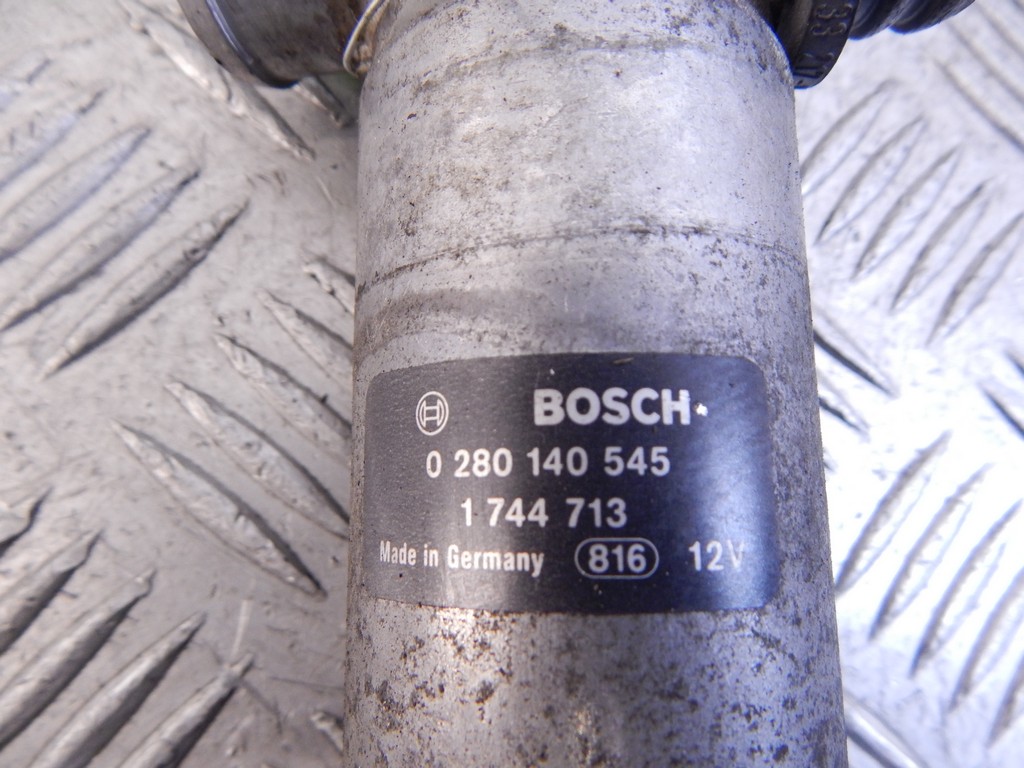 BOSCH
0 280 140 545
1 744 713
Made in Germany 816 12V